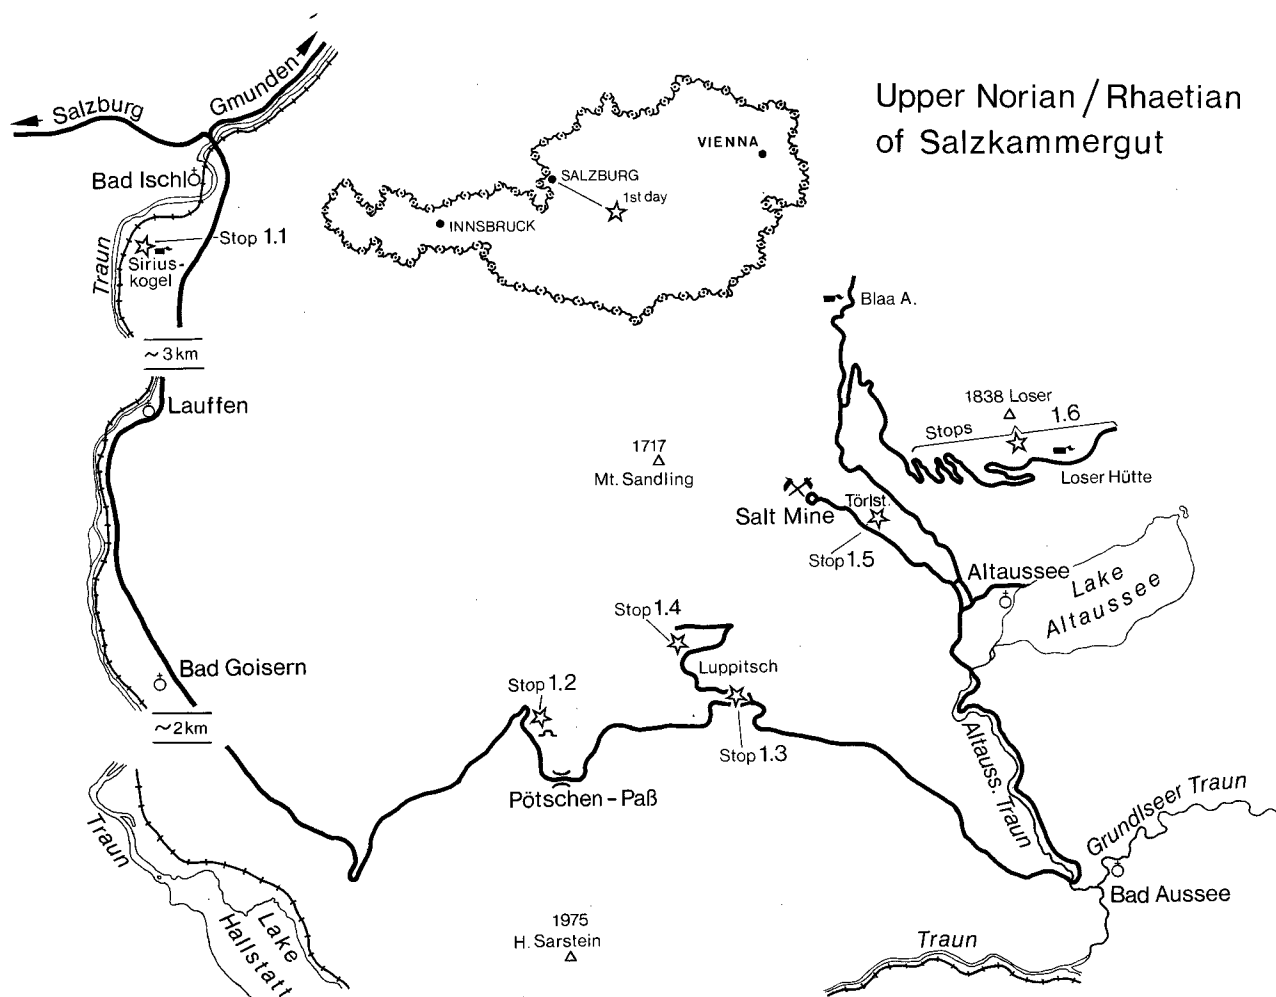 Upper Norian / Rhaetian
of Salzkammergut
Salzburg
Gmunden
Bad Ischl
Stop 1.1
Sirius-
kogel
Traun
~ 3 km
Lauffen
VIENNA
SALZBURG
1st day
INNSBRUCK
Blaa A.
1838 Loser
Stops
1.6
Loser Hütte
1717
Mt. Sandling
Salt Mine
Törlst.
Stop 1.5
Altaussee
Lake
Altaussee
Stop 1.4
Luppitsch
Bad Goisern
Stop 1.2
~2km
Stop 1.3
Pötschen - Paß
Altauss. Traun
Grundlseer Traun
Bad Aussee
Traun
Lake
Hallstatt
1975
H. Sarstein
Traun